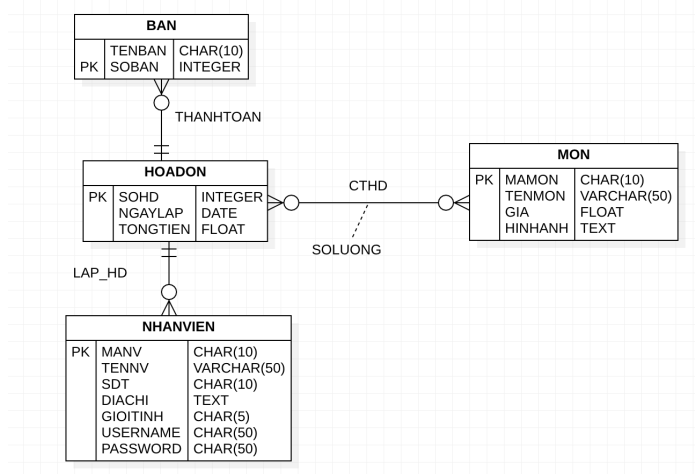 BAN
TENBAN CHAR(10)
PK SOBAN INTEGER
THANHTOAN
HOADON
PK SOHD INTEGER
NGAYLAP DATE
TONGTIEN FLOAT
CTHD
SOLUONG
MON
PK MAMON CHAR(10)
TENMON VARCHAR(50)
GIA FLOAT
HINHANH TEXT
LAP_HD
NHANVIEN
PK MANV CHAR(10)
TENNV VARCHAR(50)
SDT CHAR(10)
DIACHI TEXT
GIOITINH CHAR(5)
USERNAME CHAR(50)
PASSWORD CHAR(50)